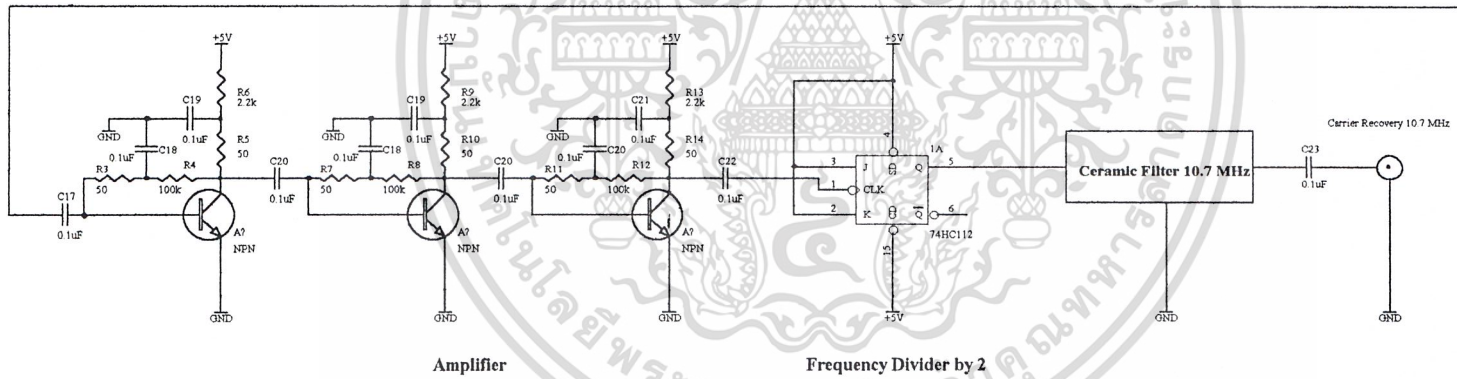 +5V
R6
2.2k
C19
0.1uF
GND
C18
0.1uF
R5
50
R3
50
R4
100k
C17
0.1uF
A?
NPN
GND
C20
0.1uF
+5V
R9
2.2k
C19
0.1uF
GND
C18
0.1uF
R10
50
R7
50
R8
100k
A?
NPN
GND
C20
0.1uF
+5V
R13
2.2k
C21
0.1uF
GND
C20
0.1uF
R14
50
R11
50
R12
100k
A?
NPN
GND
C22
0.1uF
+5V
4
1A
3
J
Q
5
1
CLK
2
K
Q
6
74HC112
15
+5V
Ceramic Filter 10.7 MHz
GND
C23
0.1uF
Carrier Recovery 10.7 MHz
GND
Amplifier
Frequency Divider by 2